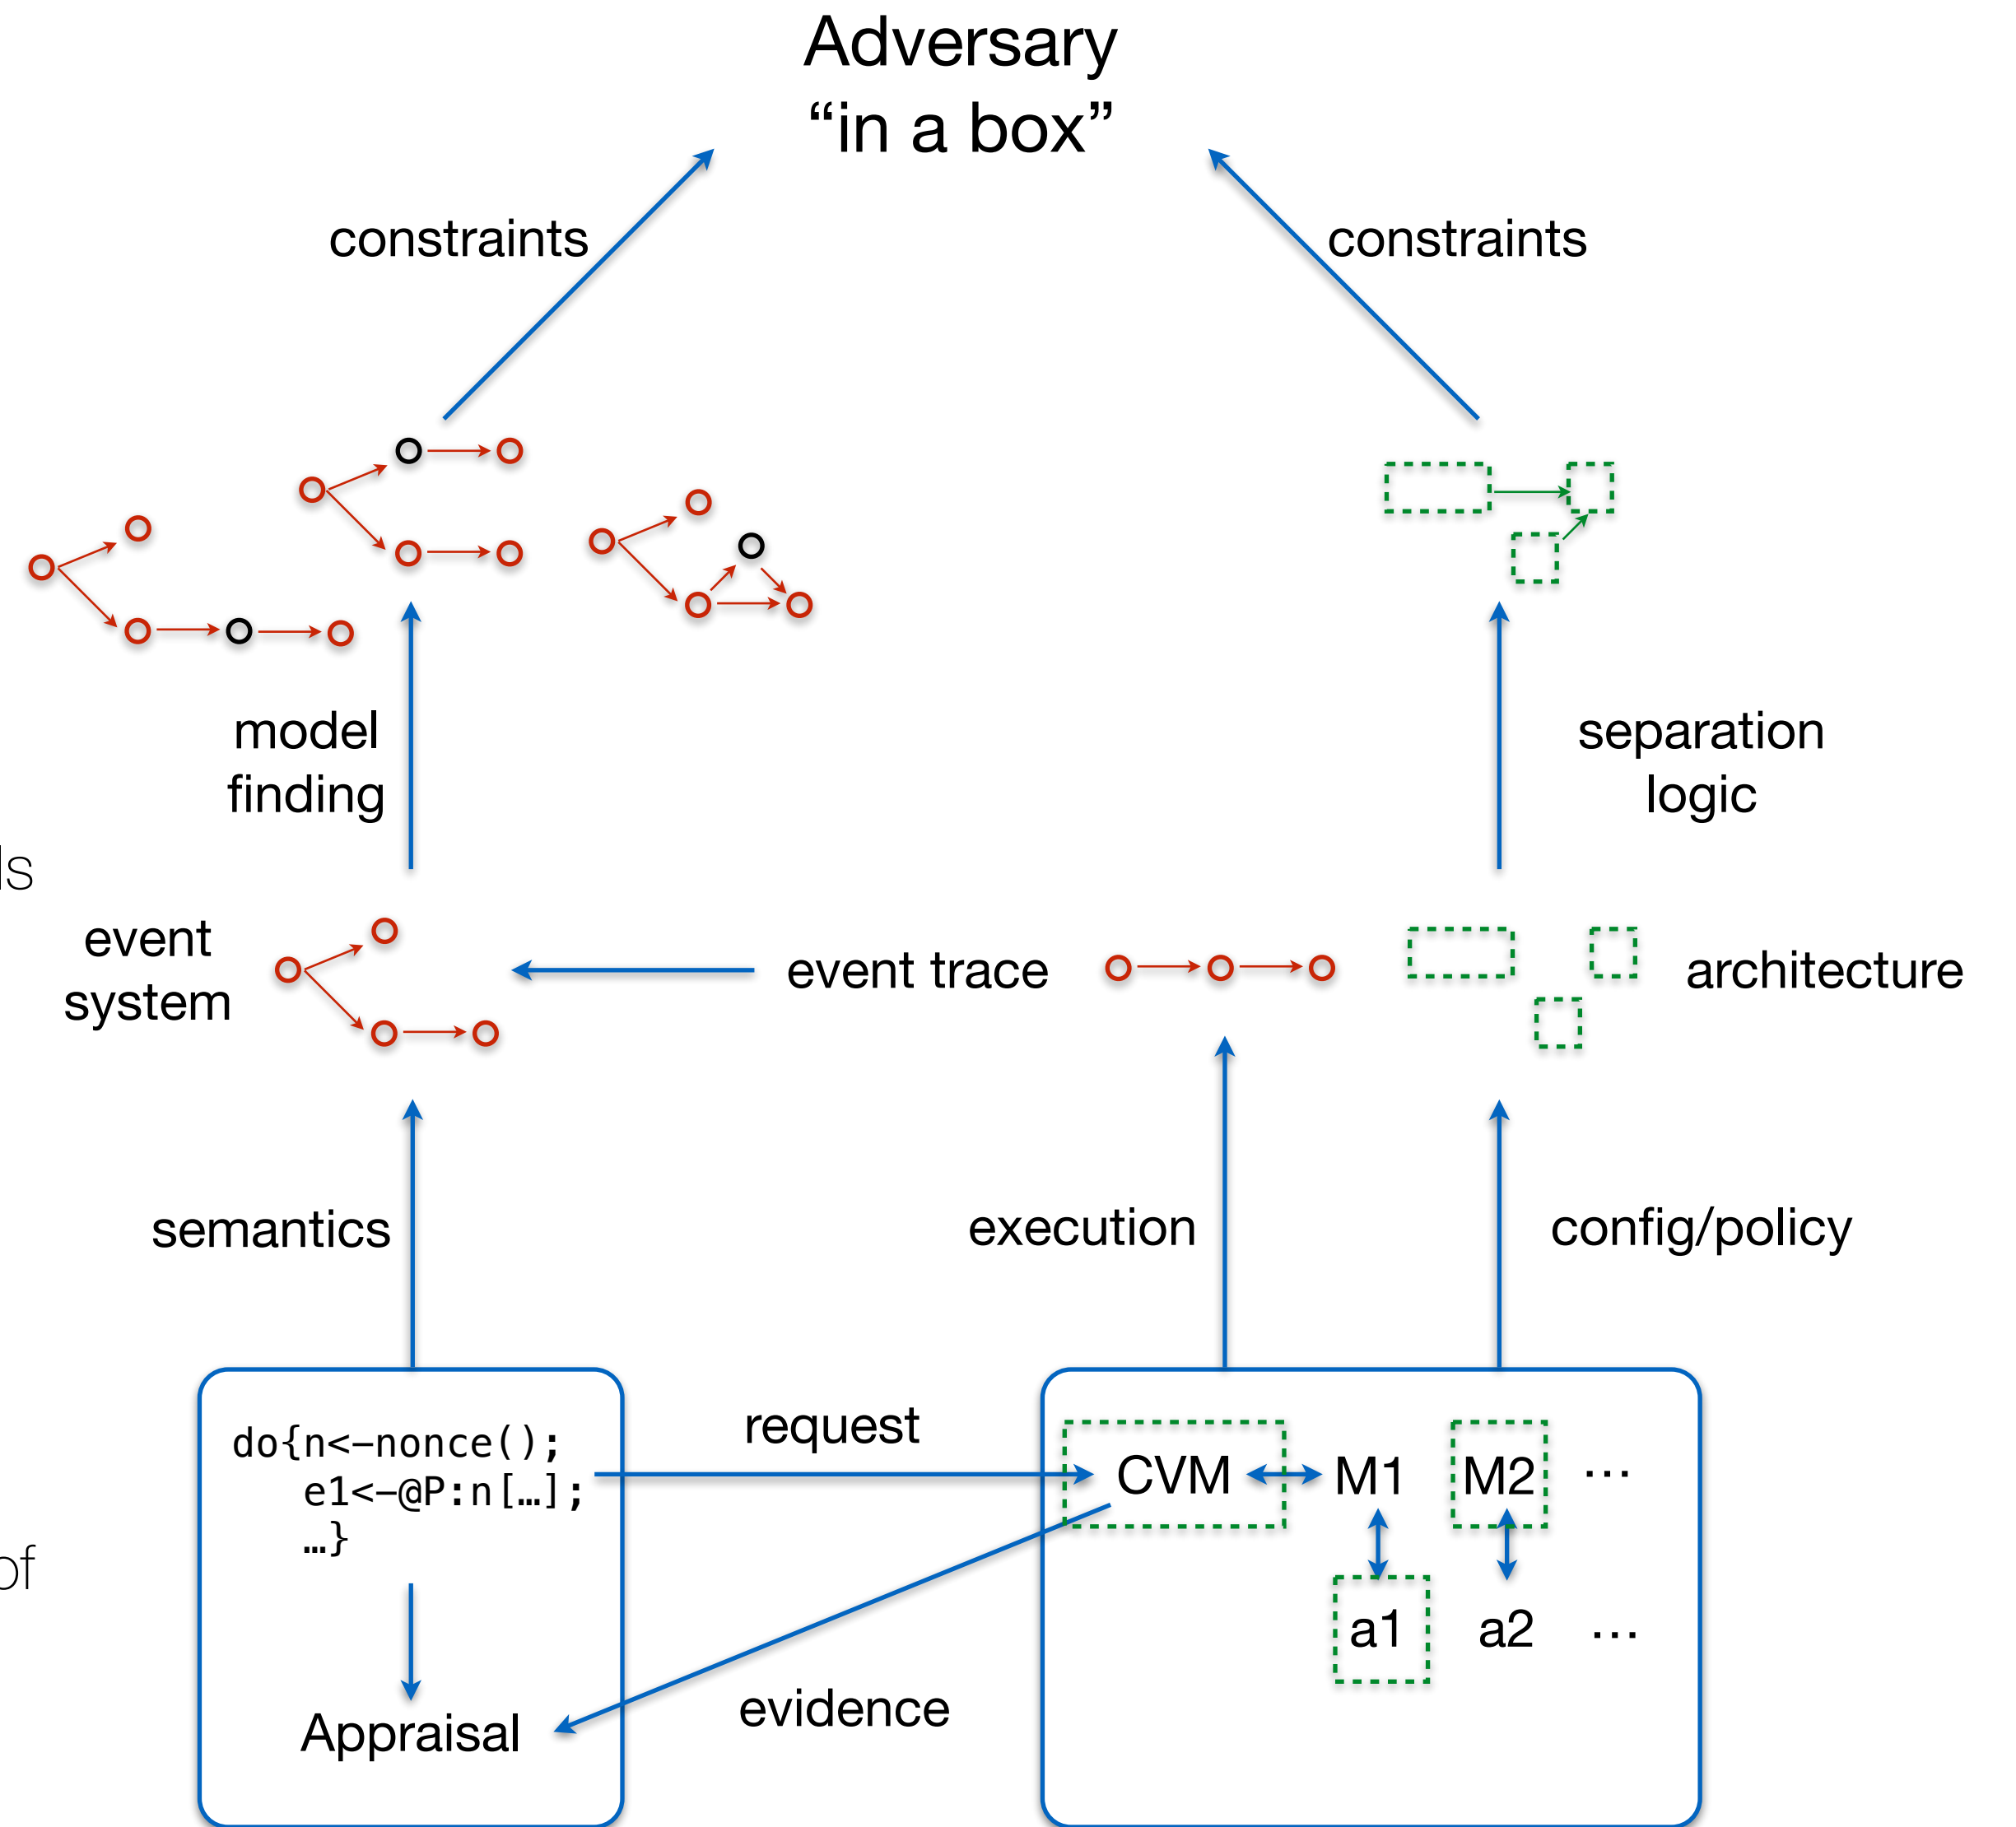 Adversary
“in a box”
constraints
constraints
model
finding
separation
logic
s
event
system
event trace
architecture
semantics
execution
config/policy
do{n<-nonce();
e1<-@P:n[…];
…}
request
CVM
M1
M2
…
of
a1
a2
…
evidence
Appraisal